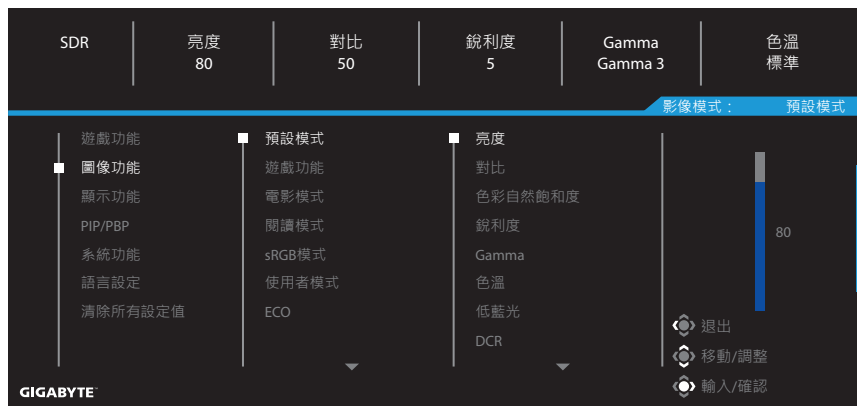 SDR
亮度
80
對比
50
銳利度
5
Gamma
Gamma 3
色溫
標準
影像模式： 預設模式
遊戲功能
圖像功能
顯示功能
PIP/PBP
系統功能
語言設定
清除所有設定值
預設模式
遊戲功能
電影模式
閱讀模式
sRGB模式
使用者模式
ECO
亮度
對比
色彩自然飽和度
銳利度
Gamma
色溫
低藍光
DCR
80
退出
移動/調整
輸入/確認
GIGABYTE™